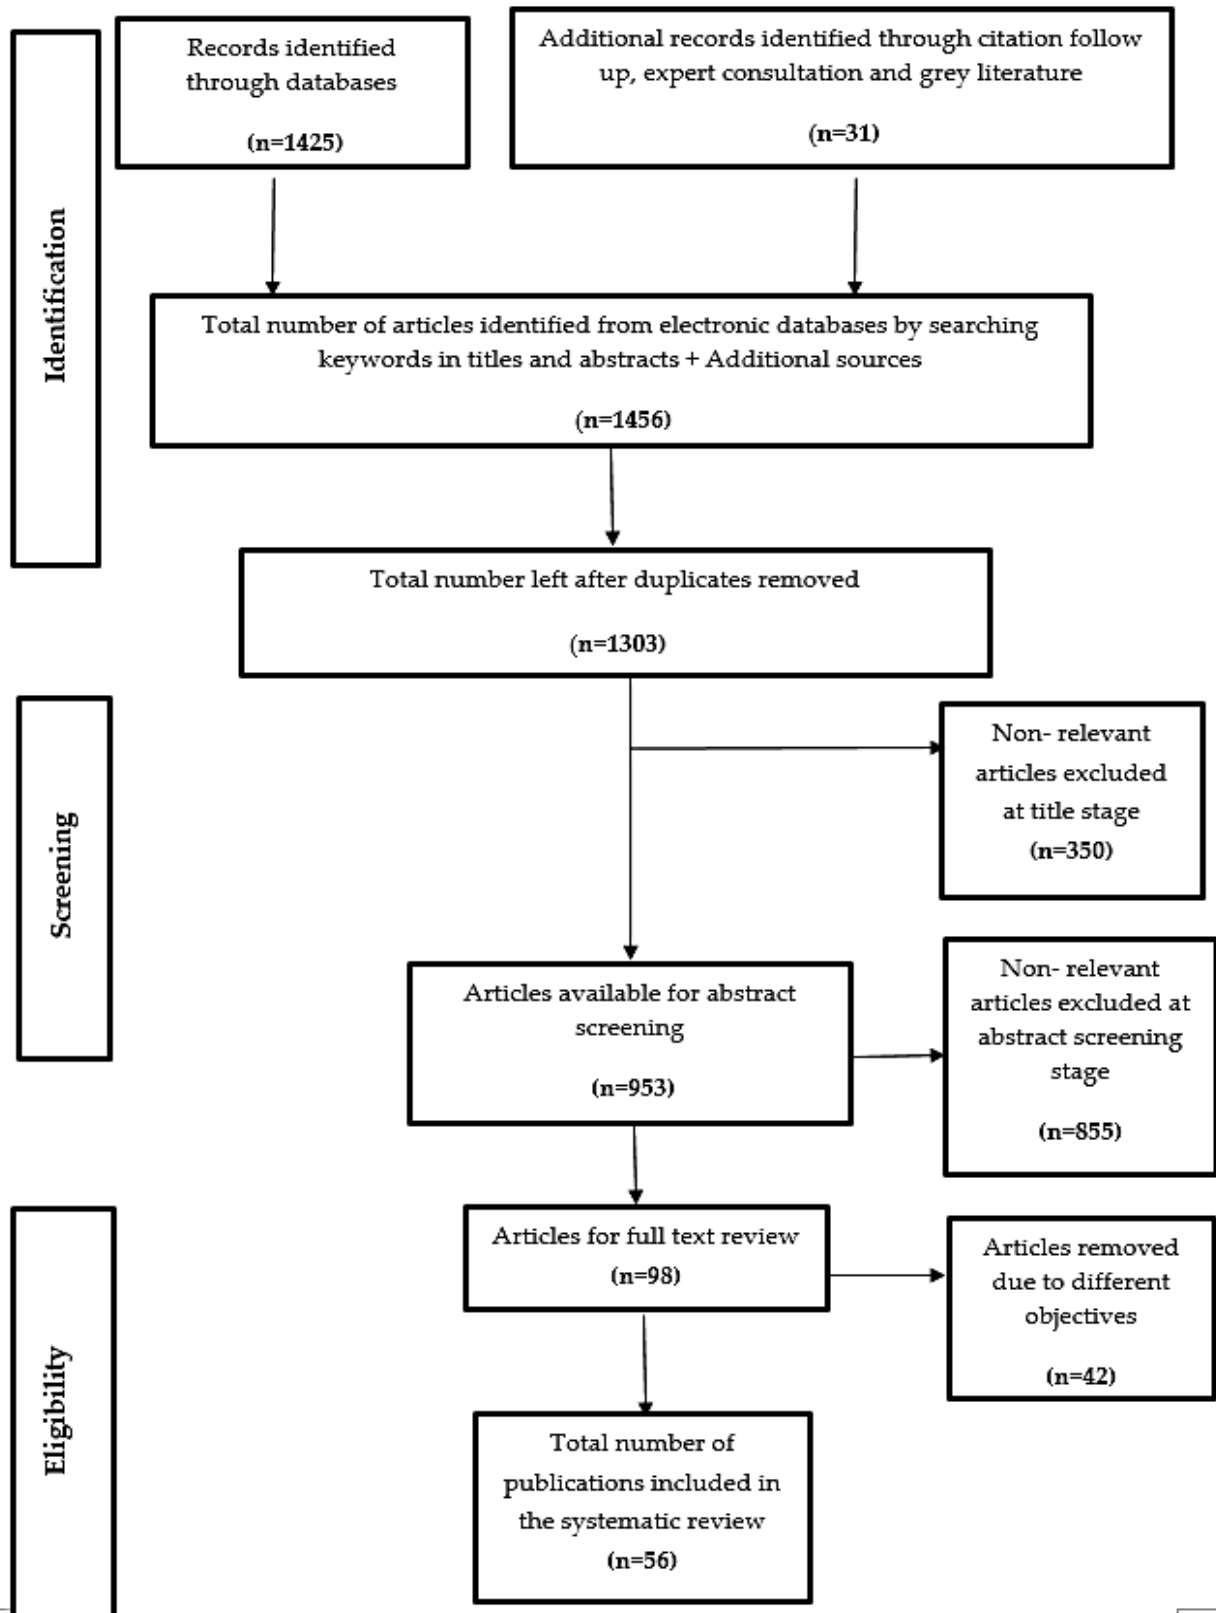 Identification
Records identified
through databases
(n=1425)
Additional records identified through citation follow
up, expert consultation and grey literature
(n=31)
Total number of articles identified from electronic databases by searching
keywords in titles and abstracts + Additional sources
(n=1456)
Total number left after duplicates removed
(n=1303)
Screening
Non- relevant
articles excluded
at title stage
(n=350)
Articles available for abstract
screening
(n=953)
Non- relevant
articles excluded at
abstract screening
stage
(n=855)
Eligibility
Articles for full text review
(n=98)
Articles removed
due to different
objectives
(n=42)
Total number of
publications included in
the systematic review
(n=56)